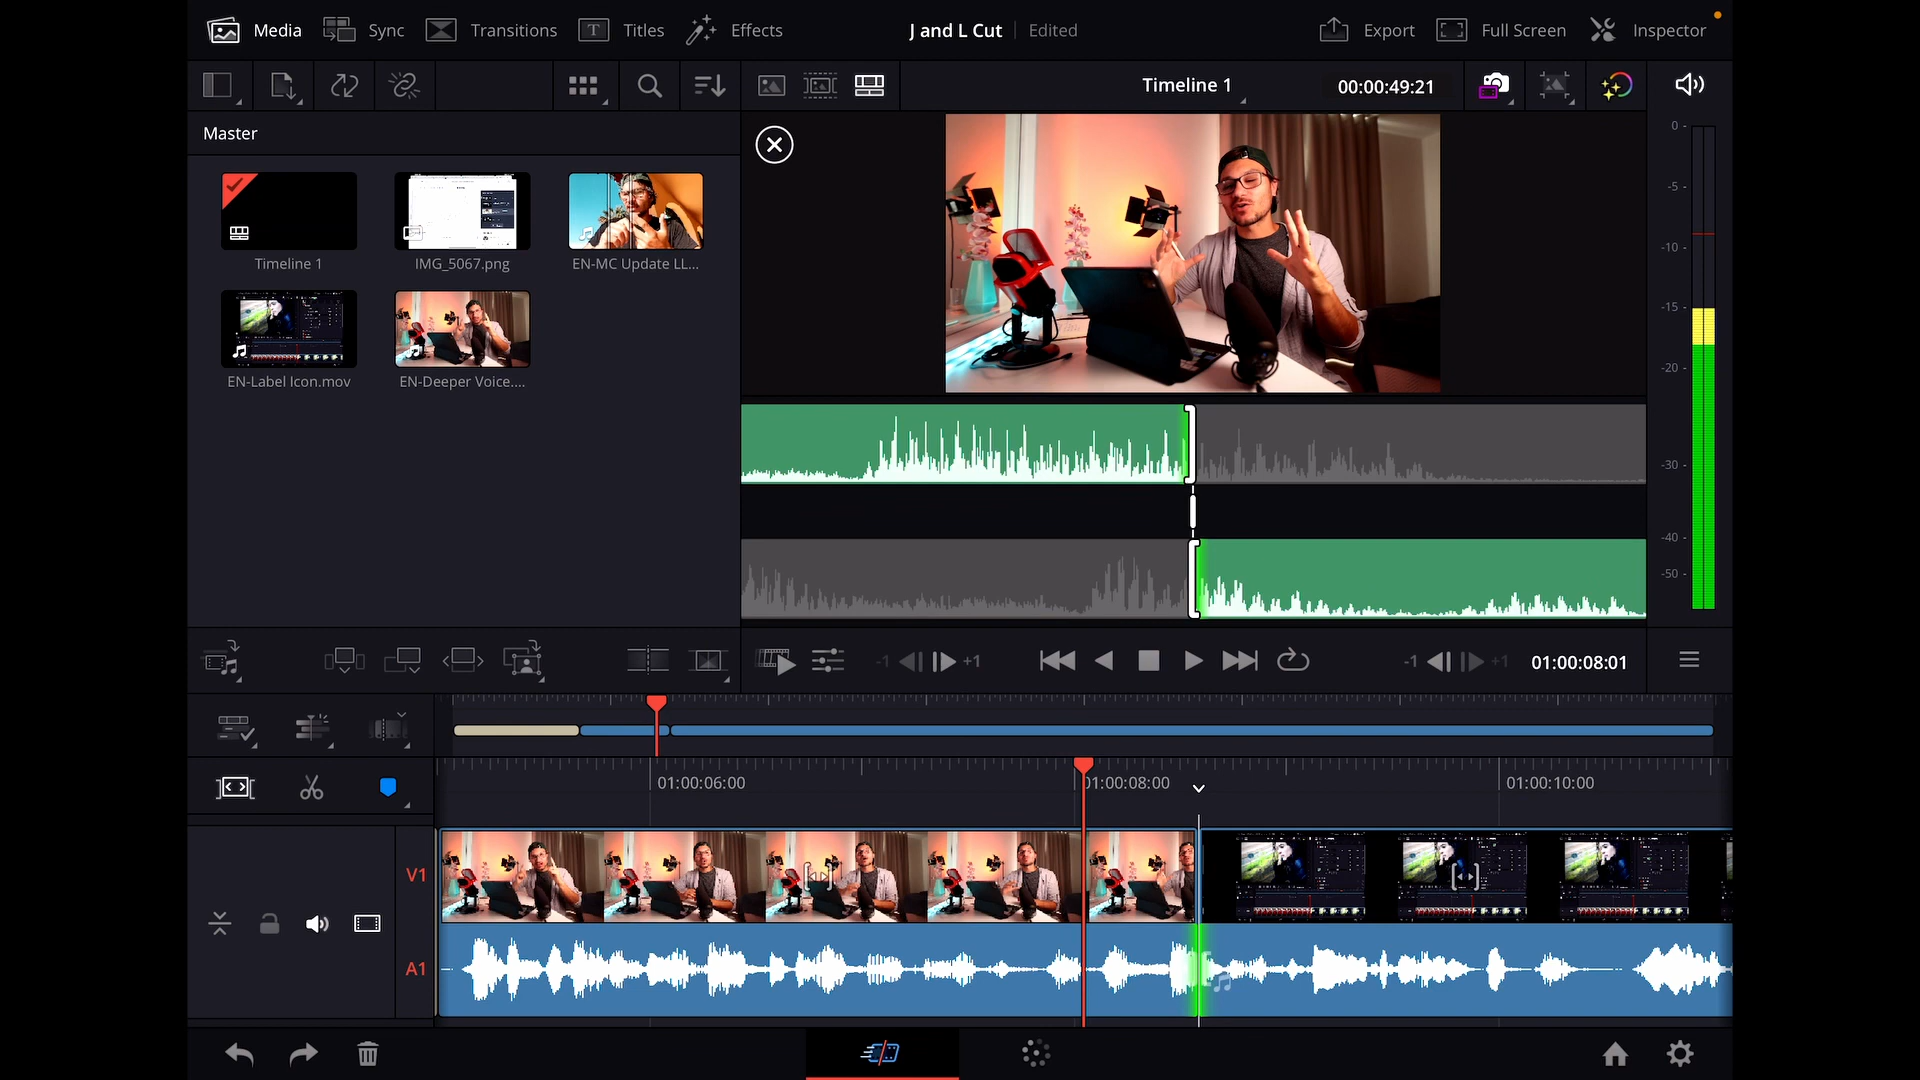 Media
Sync
Transitions
Titles
Effects
J and L Cut
Edited
Export
Full Screen
Inspector
Timeline 1
00:00:49:21
Master
Timeline 1
IMG_5067.png
EN-MC Update LL...
EN-Label Icon.mov
EN-Deeper Voice....
0
-5
-10
-15
-20
-30
-40
-50
-1
+1
-1
+1
01:00:08:01
01:00:06:00
01:00:08:00
01:00:10:00
V1
A1